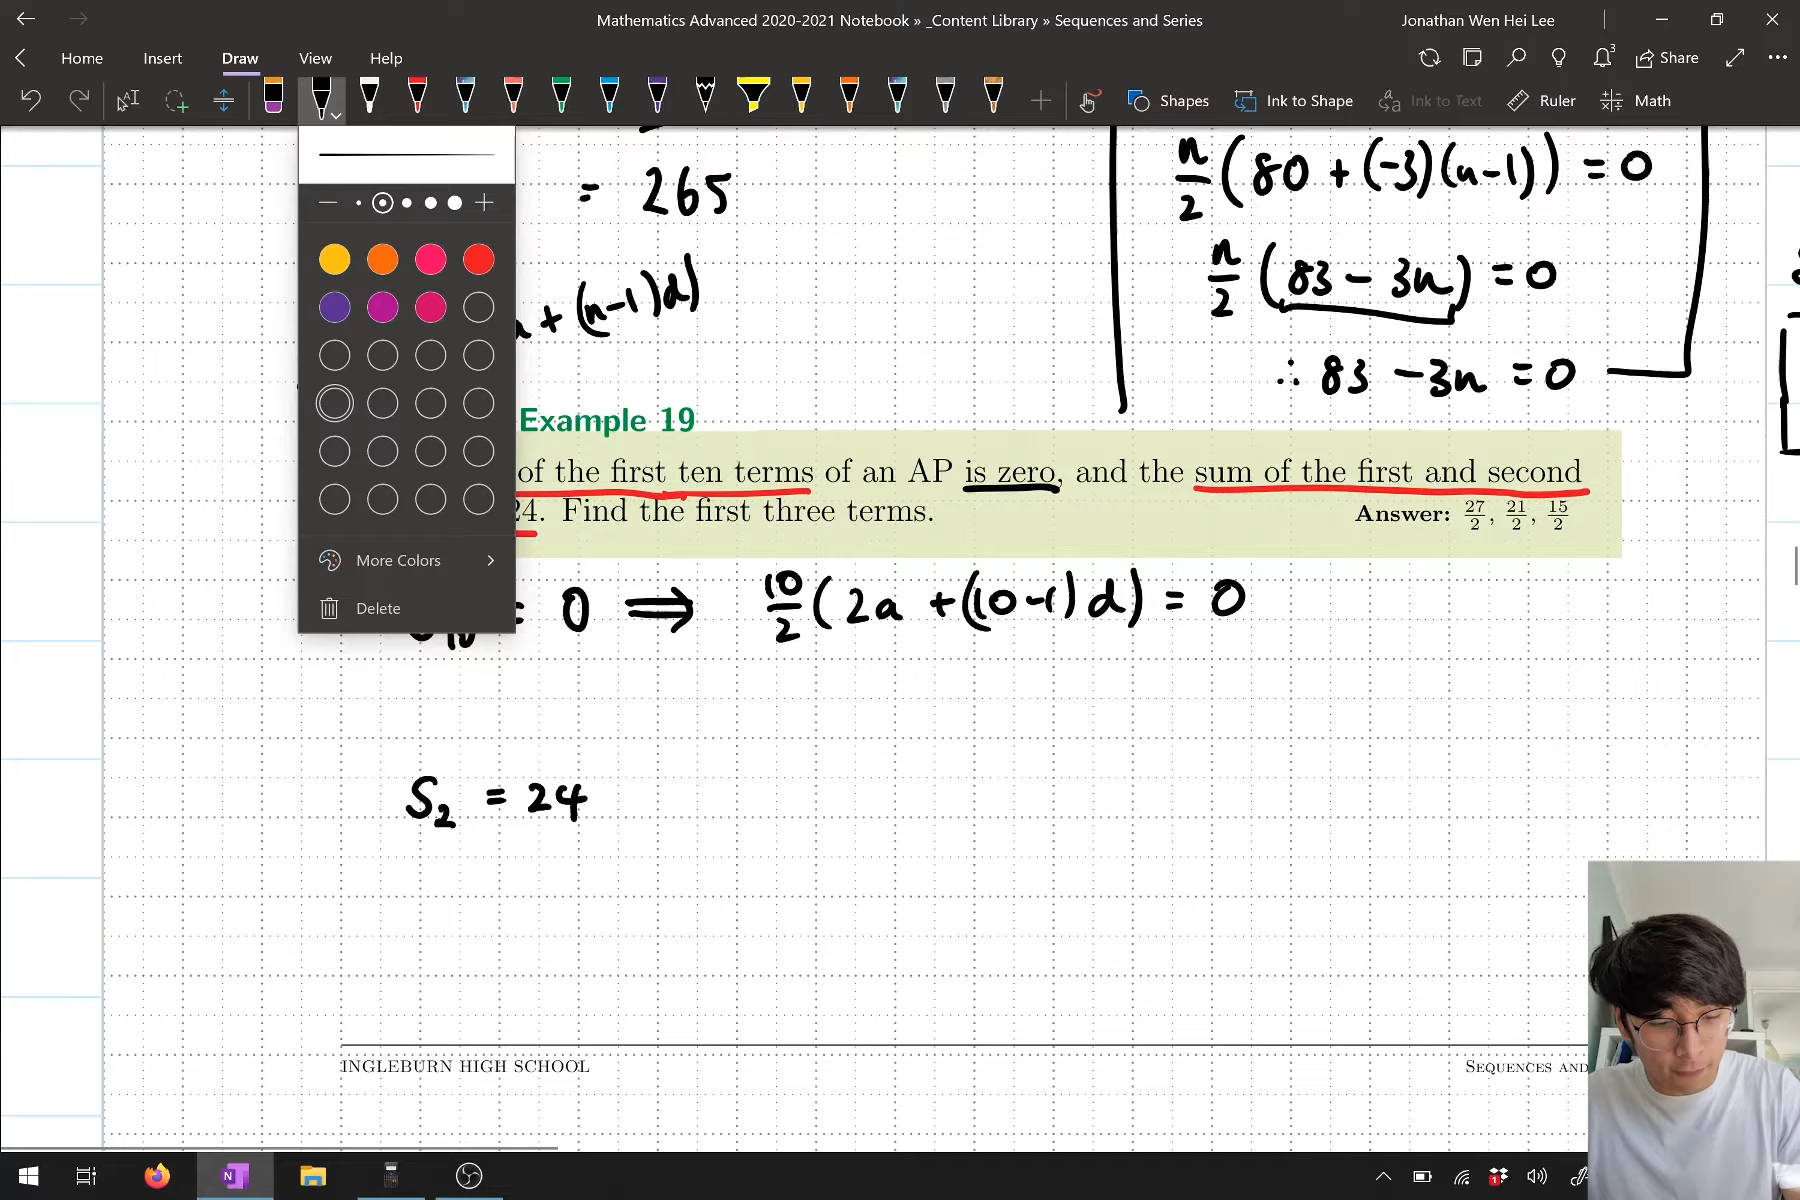 Mathematics Advanced 2020-2021 Notebook » _Content Library » Sequences and Series
Jonathan Wen Hei Lee
Home Insert Draw View Help
3
Share
Shapes
Ink to Shape
Ink to Text
Ruler
Math
= 265
+ (n-1)d)
n/2 (80 + (-3)(n-1)) = 0
n/2 (83 - 3n) = 0
∴ 83 - 3n = 0
More Colors
Delete
Example 19
of the first ten terms of an AP is zero, and the sum of the first and second
24. Find the first three terms.
Answer: 27/2, 21/2, 15/2
= 0 ⟹ 10/2 (2a + (10-1)d) = 0
S₂ = 24
INGLEBURN HIGH SCHOOL
SEQUENCES AND
N
1